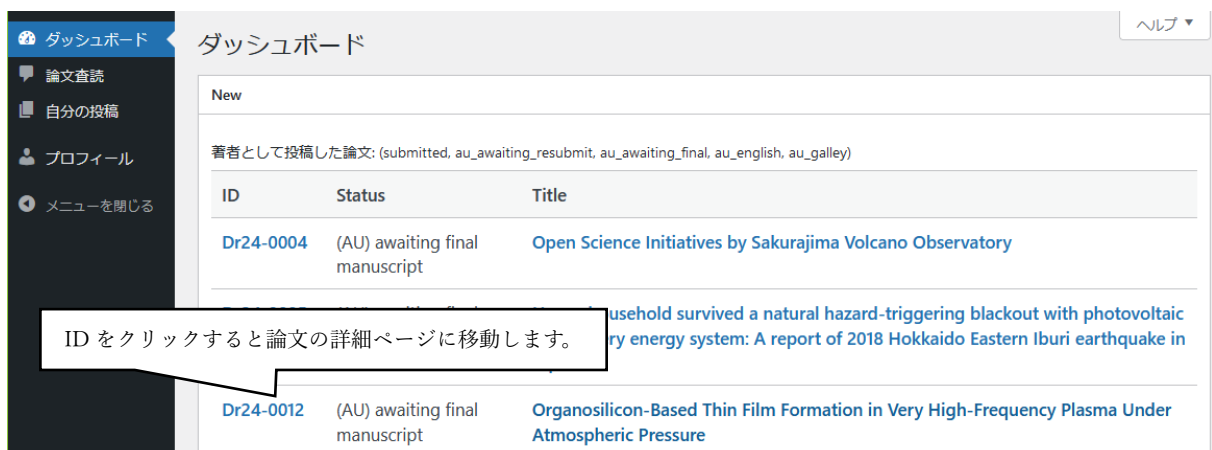 ヘルプ ▼
ダッシュボード
論文査読
自分の投稿
プロフィール
メニューを閉じる
ダッシュボード
New
著者として投稿した論文: (submitted, au_awaiting_resubmit, au_awaiting_final, au_english, au_galley)
ID Status Title
Dr24-0004 (AU) awaiting final Open Science Initiatives by Sakurajima Volcano Observatory
manuscript
household survived a natural hazard-triggering blackout with photovoltaic
energy system: A report of 2018 Hokkaido Eastern Iburi earthquake in
ID をクリックすると論文の詳細ページに移動します。
Dr24-0012 (AU) awaiting final Organosilicon-Based Thin Film Formation in Very High-Frequency Plasma Under
manuscript Atmospheric Pressure